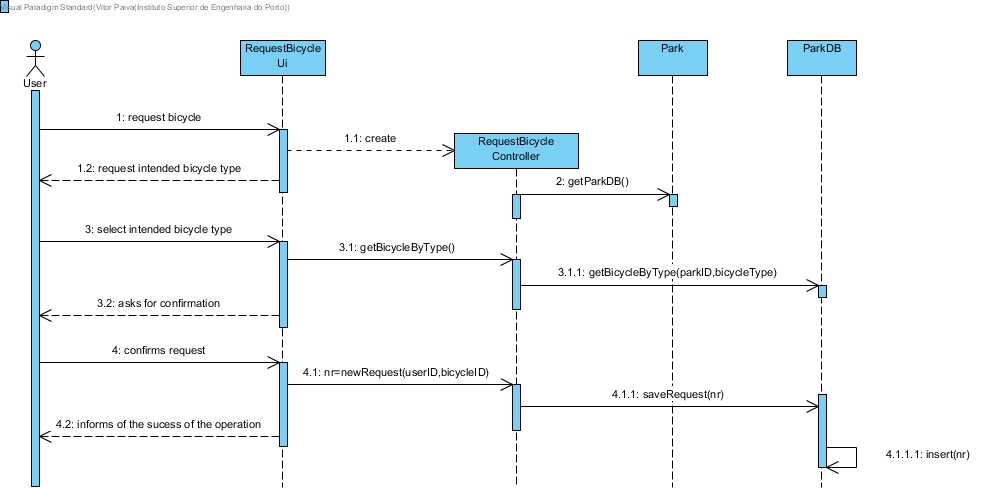 Visual Paradigm Standard(Vitor Paiva(Instituto Superior de Engenharia do Porto))
User
RequestBicycle
Ui
Park
ParkDB
1: request bicycle
1.1: create
RequestBicycle
Controller
1.2: request intended bicycle type
2: getParkDB()
3: select intended bicycle type
3.1: getBicycleByType()
3.1.1: getBicycleByType(parkID,bicycleType)
3.2: asks for confirmation
4: confirms request
4.1: nr=newRequest(userID,bicycleID)
4.1.1: saveRequest(nr)
4.2: informs of the sucess of the operation
4.1.1.1: insert(nr)